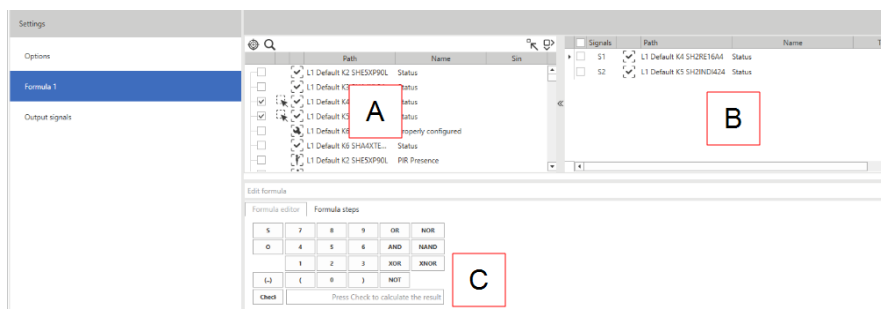 Settings
Options
Formula 1
Output signals
Path Name Sin
L1 Default K2 SHE5XP90L Status
L1 Default K3
L1 Default K4 tatus
L1 Default K5 tatus
L1 Default K6 roperly configured
L1 Default K6 SHA4XTE... Status
L1 Default K2 SHE5XP90L PIR Presence
A
Signals Path Name T
S1 L1 Default K4 SH2RE16A4 Status
S2 L1 Default K5 SH2INDI424 Status
B
Edit formula
Formula editor Formula steps
S 7 8 9 OR NOR
O 4 5 6 AND NAND
1 2 3 XOR XNOR
(..) ( 0 ) NOT
Check Press Check to calculate the result
C